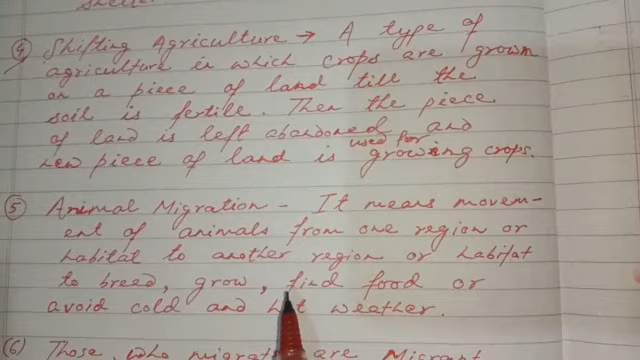 shelter.
(4) Shifting Agriculture → A type of
agriculture in which crops are grown
on a piece of land till the
soil is fertile. Then the piece
of land is left abandoned and
new piece of land is used for growing crops.
(5) Animal Migration - It means movem-
ent of animals from one region or
habitat to another region or habitat
to breed, grow, find food or
avoid cold and hot weather.
(6) Those who migrate are Migrant